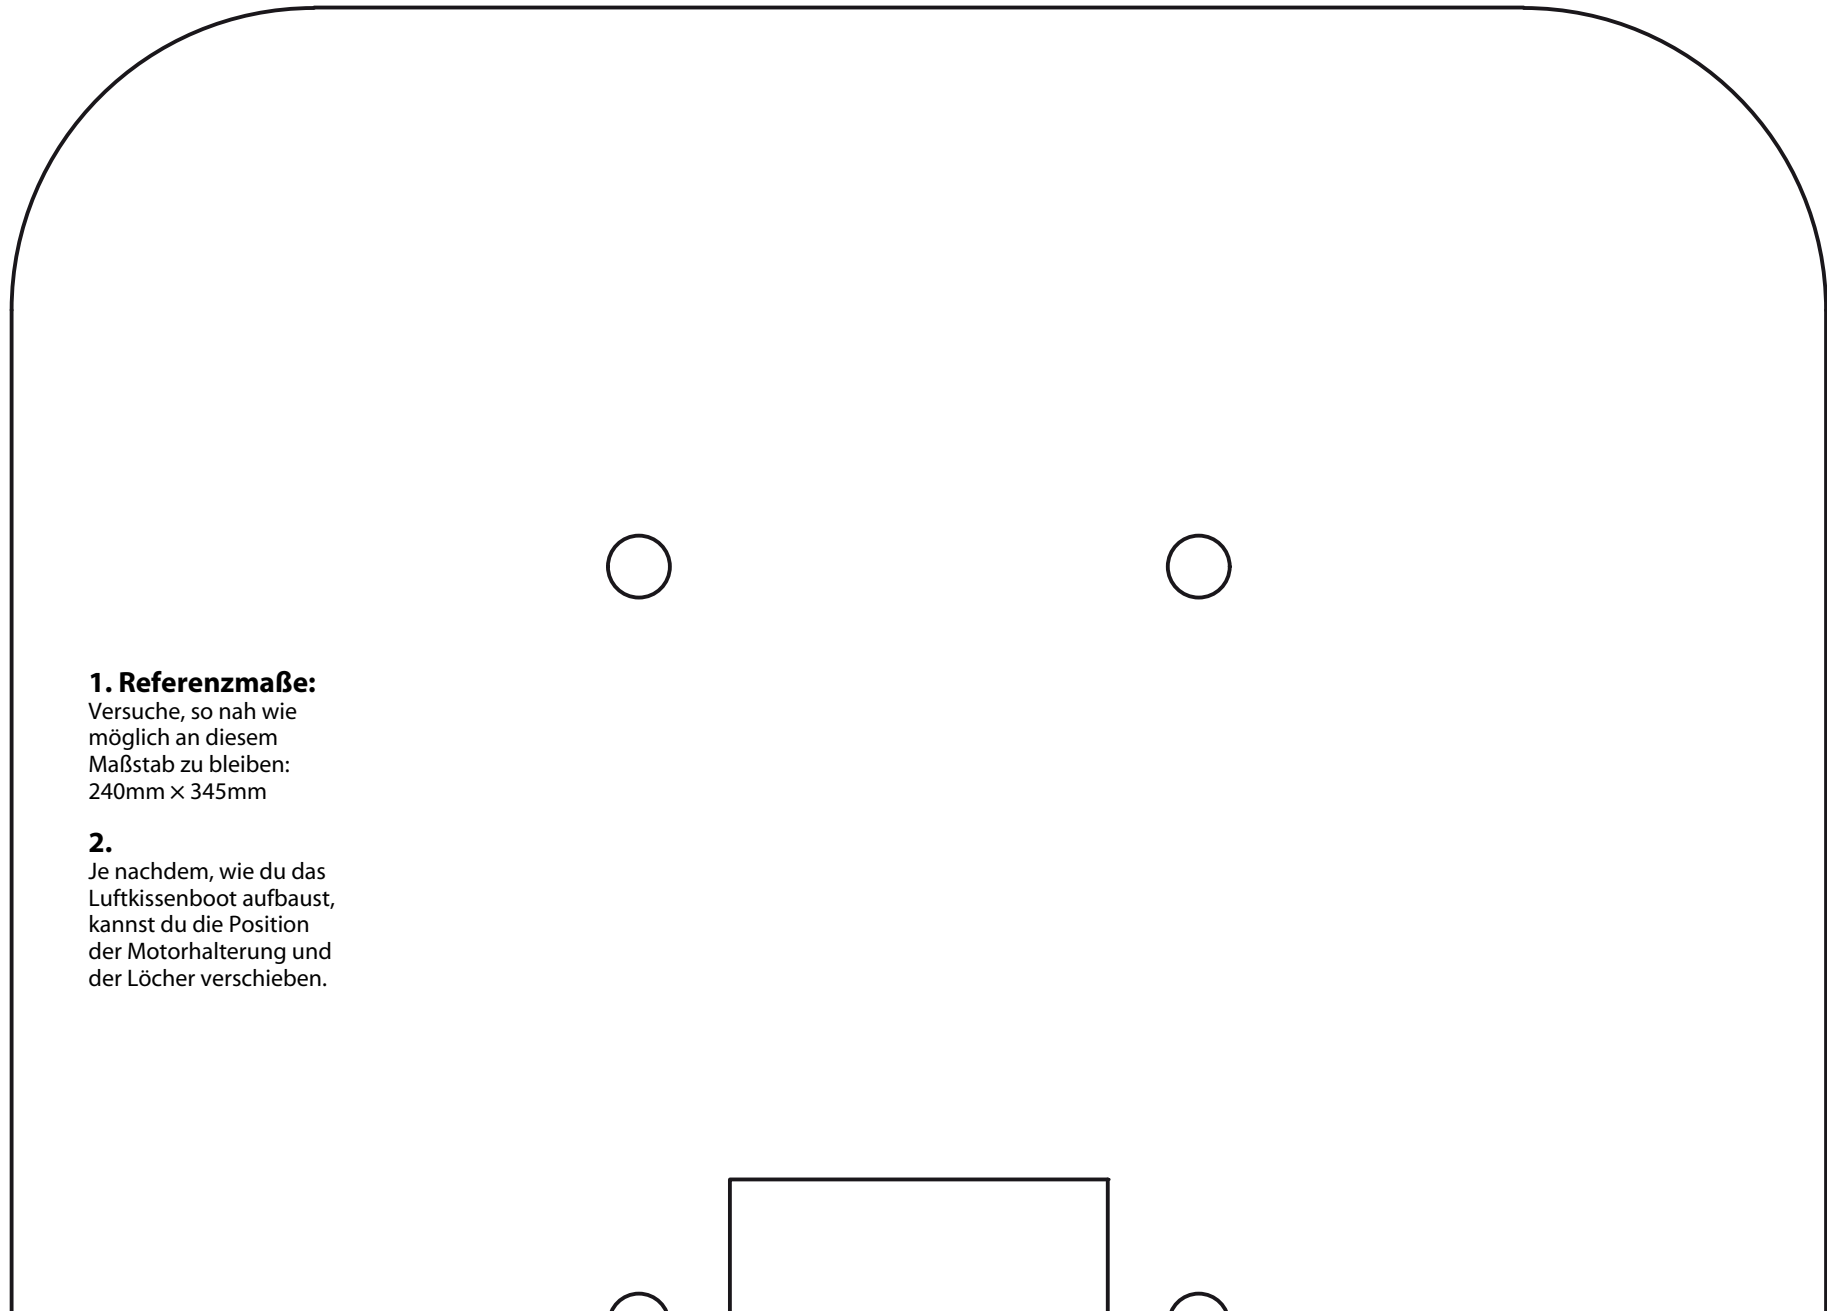 1. Referenzmaße:
Versuche, so nah wie
möglich an diesem
Maßstab zu bleiben:
240mm × 345mm
2.
Je nachdem, wie du das
Luftkissenboot aufbaust,
kannst du die Position
der Motorhalterung und
der Löcher verschieben.